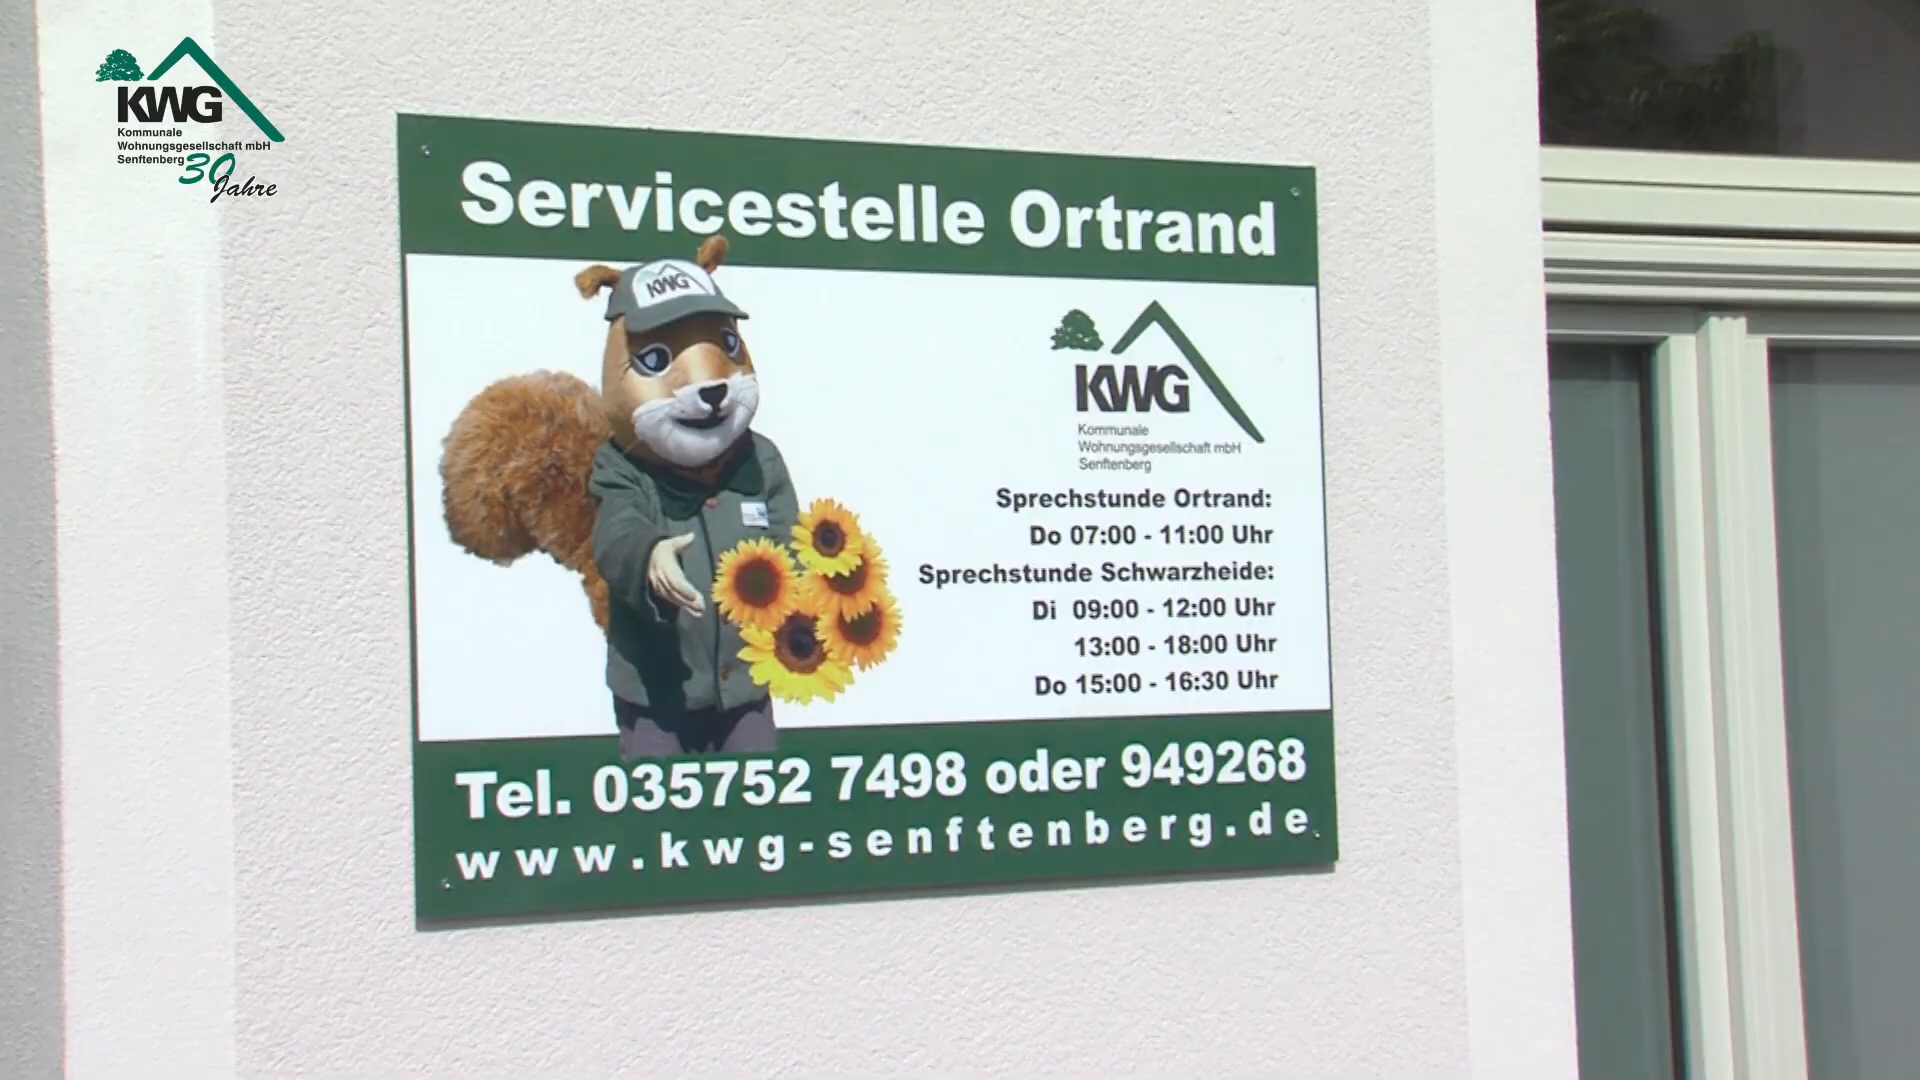 KWG
Kommunale
Wohnungsgesellschaft mbH
Senftenberg
30 Jahre
Servicestelle Ortrand
KWG
KWG
Kommunale
Wohnungsgesellschaft mbH
Senftenberg
Sprechstunde Ortrand:
Do 07:00 - 11:00 Uhr
Sprechstunde Schwarzheide:
Di 09:00 - 12:00 Uhr
13:00 - 18:00 Uhr
Do 15:00 - 16:30 Uhr
Tel. 035752 7498 oder 949268
www.kwg-senftenberg.de